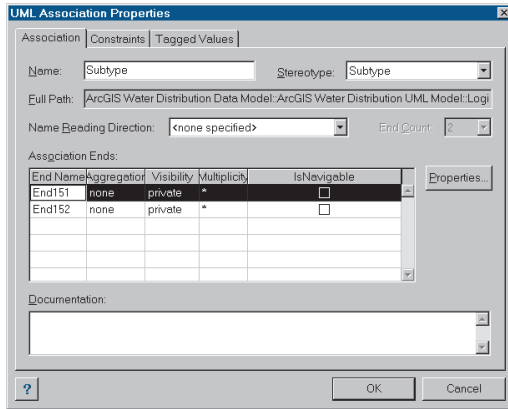 UML Association Properties
Association Constraints Tagged Values
Name: Subtype Stereotype: Subtype
Full Path: ArcGIS Water Distribution Data Model::ArcGIS Water Distribution UML Model::Logi
Name Reading Direction: <none specified> End Count: 2
Association Ends:
End Name Aggregation Visibility Multiplicity IsNavigable
Properties...
End151 none private *
End152 none private *
Documentation:
? OK Cancel